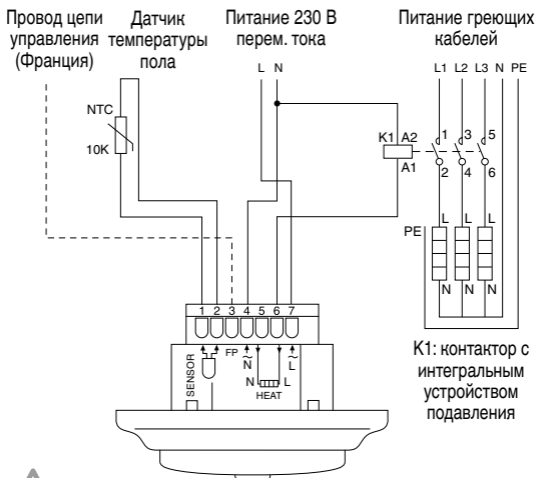 Провод цепи
управления
(Франция)
Датчик
температуры
пола
Питание 230 В
перем. тока
Питание греющих
кабелей
L N
L1 L2 L3 N PE
NTC
10K
K1 A2
A1
1 3 5
2 4 6
L L L
PE
N N N
1 2 3 4 5 6 7
SENSOR
FP
N
L
N L
HEAT
K1: контактор с
интегральным
устройством
подавления